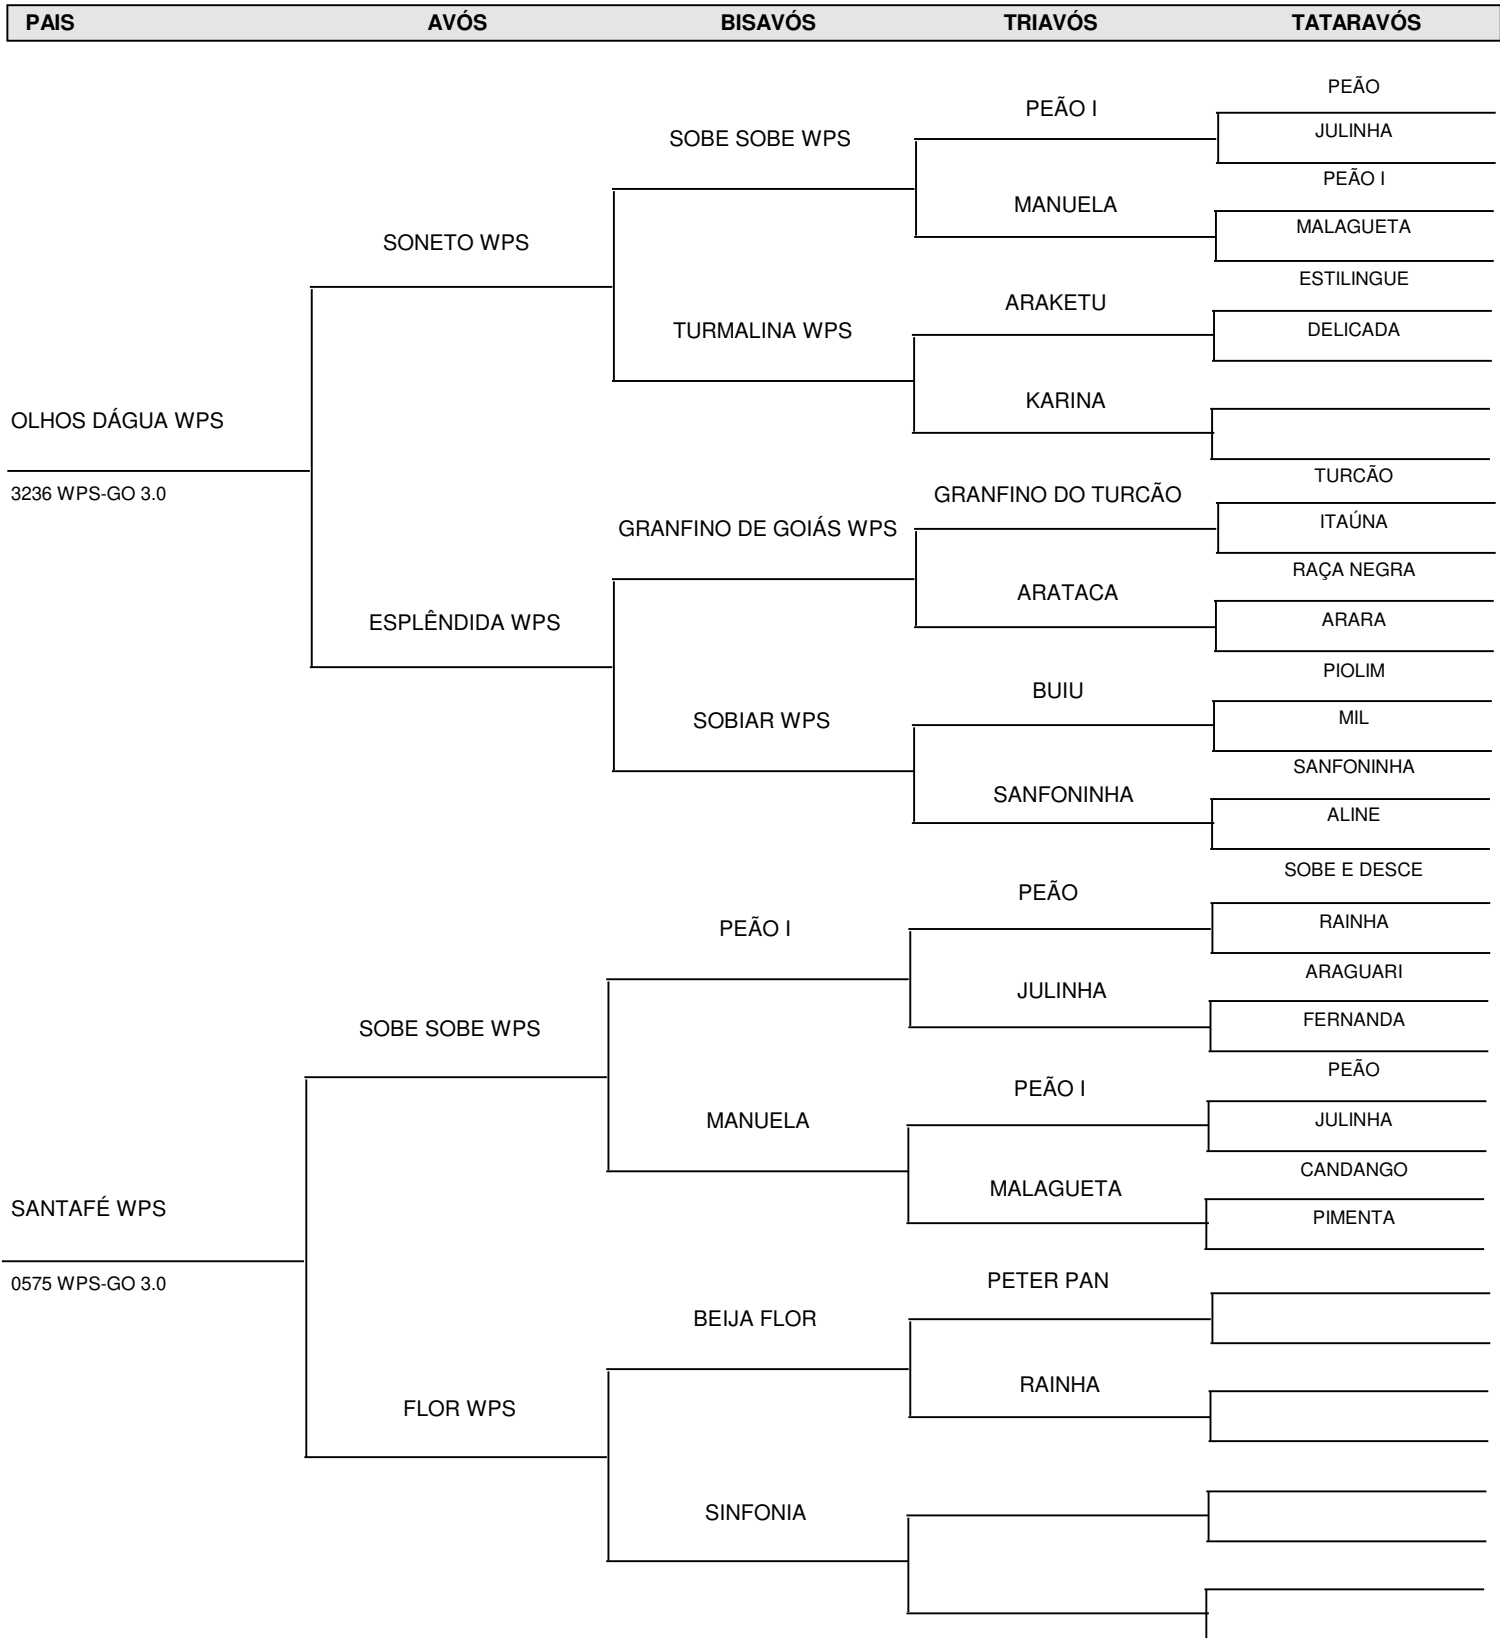 PAIS AVÓS BISAVÓS TRIAVÓS TATARAVÓS
PEÃO
PEÃO I
JULINHA
SOBE SOBE WPS
PEÃO I
MANUELA
MALAGUETA
SONETO WPS
ESTILINGUE
ARAKETU
DELICADA
TURMALINA WPS
KARINA
OLHOS DÁGUA WPS
3236 WPS-GO 3.0
TURCÃO
GRANFINO DO TURCÃO
ITAÚNA
GRANFINO DE GOIÁS WPS
RAÇA NEGRA
ARATACA
ARARA
ESPLÊNDIDA WPS
PIOLIM
BUIU
MIL
SOBIAR WPS
SANFONINHA
SANFONINHA
ALINE
SOBE E DESCE
PEÃO
RAINHA
PEÃO I
ARAGUARI
JULINHA
FERNANDA
SOBE SOBE WPS
PEÃO
PEÃO I
JULINHA
MANUELA
CANDANGO
MALAGUETA
PIMENTA
SANTAFÉ WPS
0575 WPS-GO 3.0
PETER PAN
BEIJA FLOR
RAINHA
FLOR WPS
SINFONIA